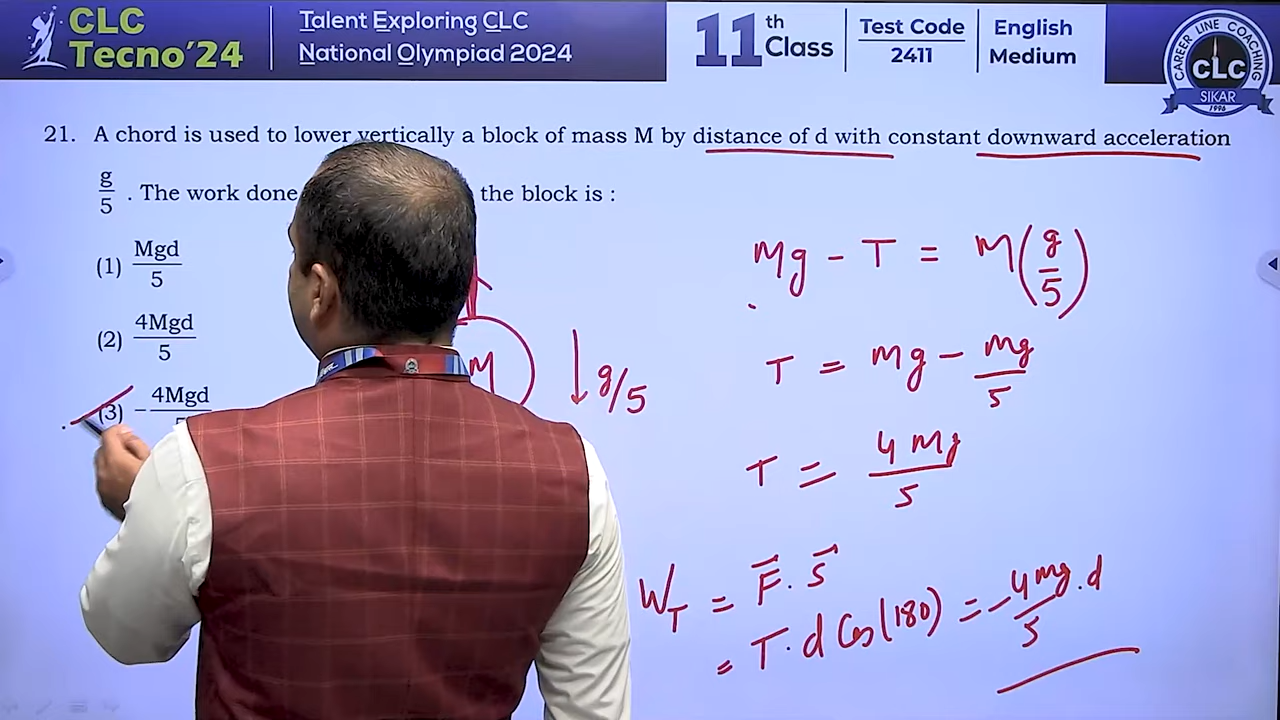 CLC
Tecno'24
Talent Exploring CLC
National Olympiad 2024
11th Class
Test Code
2411
English
Medium
CAREER LINE COACHING
CLC
SIKAR
1996
21. A chord is used to lower vertically a block of mass M by distance of d with constant downward acceleration
g/5 . The work done the block is :
(1) Mgd/5
(2) 4Mgd/5
(3) -4Mgd
M
↓ g/5
Mg - T = M(g/5)
T = Mg - Mg/5
T = 4Mg/5
W_T = F⃗ . S⃗
= T . d Cos(180) = -4Mg/5 . d